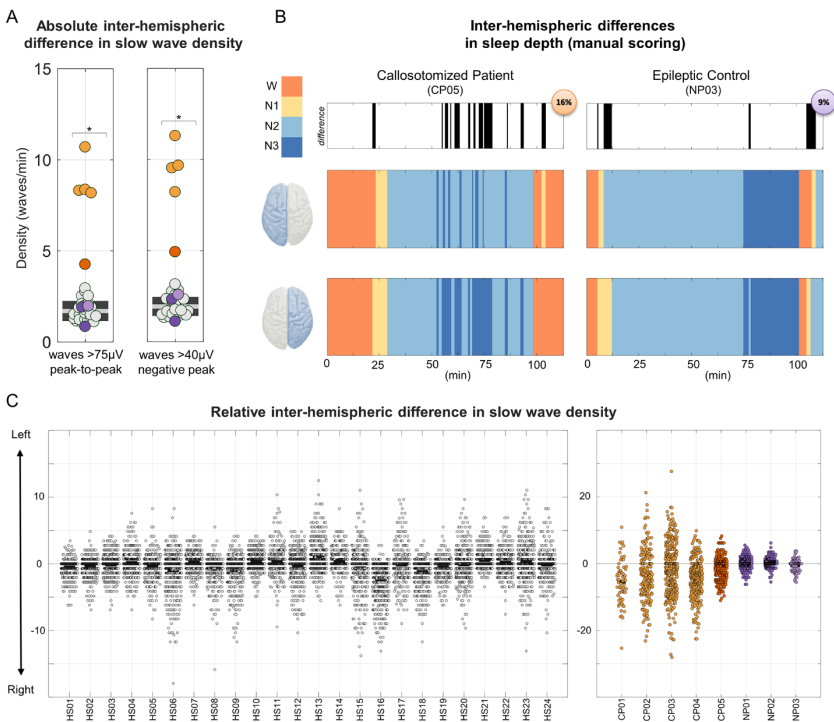 A
Absolute inter-hemispheric
difference in slow wave density
15
10
5
0
Density (waves/min)
*
*
waves >75µV
peak-to-peak
waves >40µV
negative peak
B
Inter-hemispheric differences
in sleep depth (manual scoring)
W
N1
N2
N3
Callosotomized Patient
(CP05)
Epileptic Control
(NP03)
difference
16%
9%
0 25 50 75 100
(min) (min)
0 25 50 75 100
(min) (min)
C
Relative inter-hemispheric difference in slow wave density
Left
Right
10
0
-10
HS01 HS02 HS03 HS04 HS05 HS06 HS07 HS08 HS09 HS10 HS11 HS12 HS13 HS14 HS15 HS16 HS17 HS18 HS19 HS20 HS21 HS22 HS23 HS24
20
0
-20
CP01 CP02 CP03 CP04 CP05 NP01 NP02 NP03